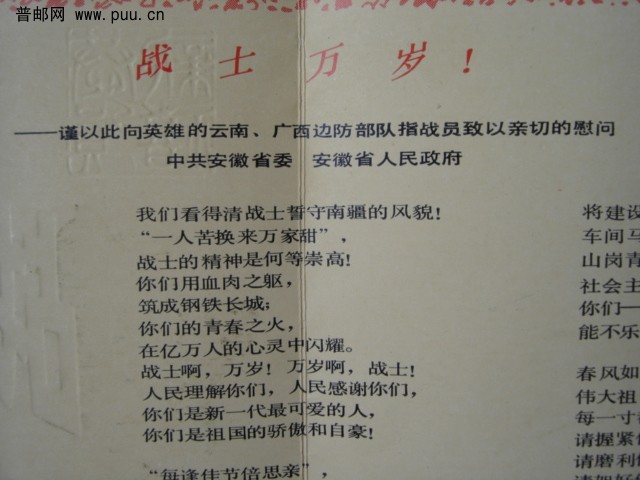 普邮网 www.puu.cn
战士万岁！
——谨以此向英雄的云南、广西边防部队指战员致以亲切的慰问
中共安徽省委 安徽省人民政府
我们看得清战士誓守南疆的风貌！
“一人苦换来万家甜”，
战士的精神是何等崇高！
你们用血肉之躯，
筑成钢铁长城；
你们的青春之火，
在亿万人的心灵中闪耀。
战士啊，万岁！万岁啊，战士！
人民理解你们，人民感谢你们，
你们是新一代最可爱的人，
你们是祖国的骄傲和自豪！
“每逢佳节倍思亲”，
将建设
车间马
山岗青
社会主
你们—
能不乐
春风如
伟大祖
每一寸
请握紧
请磨利